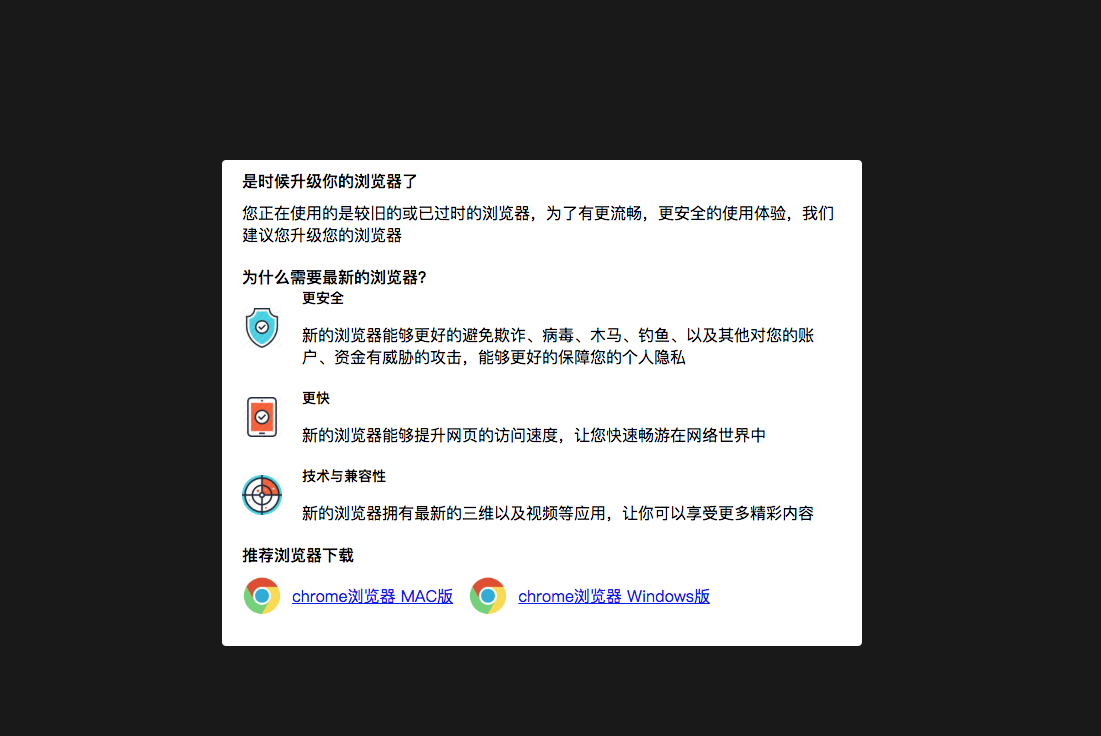 是时候升级你的浏览器了
您正在使用的是较旧的或已过时的浏览器，为了有更流畅，更安全的使用体验，我们
建议您升级您的浏览器
为什么需要最新的浏览器?
更安全
新的浏览器能够更好的避免欺诈、病毒、木马、钓鱼、以及其他对您的账
户、资金有威胁的攻击，能够更好的保障您的个人隐私
更快
新的浏览器能够提升网页的访问速度，让您快速畅游在网络世界中
技术与兼容性
新的浏览器拥有最新的三维以及视频等应用，让你可以享受更多精彩内容
推荐浏览器下载
chrome浏览器 MAC版 chrome浏览器 Windows版